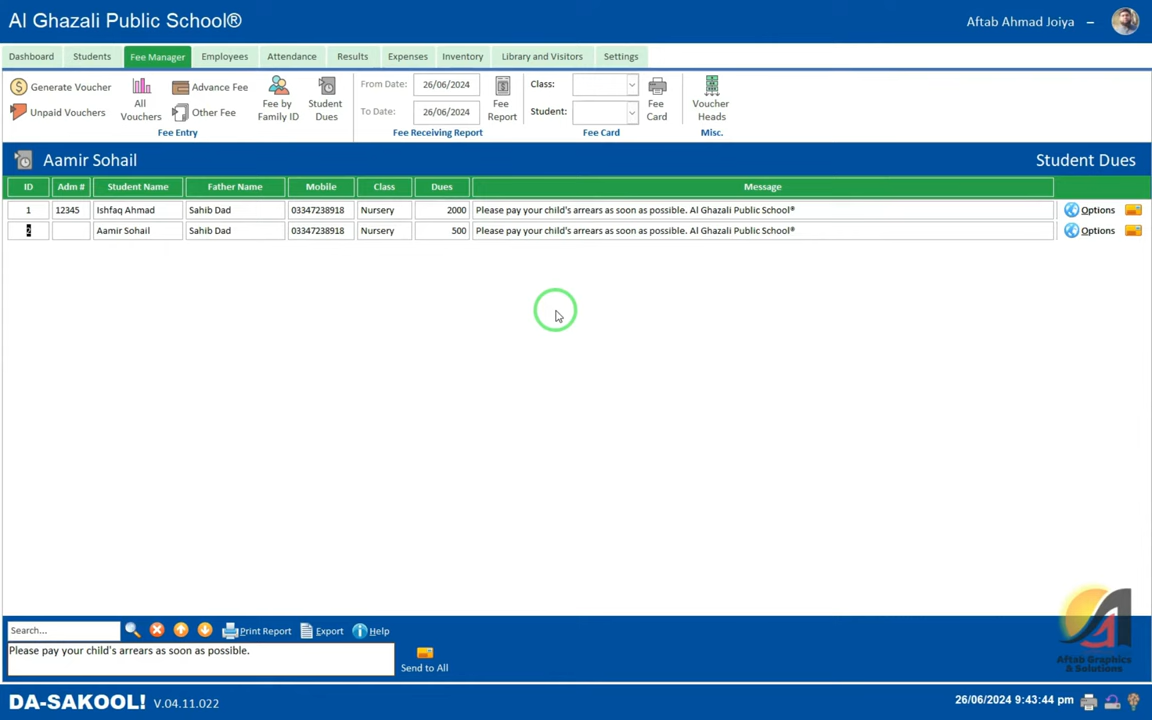 Al Ghazali Public School®
Aftab Ahmad Joiya –
Dashboard Students Fee Manager Employees Attendance Results Expenses Inventory Library and Visitors Settings
Generate Voucher
Unpaid Vouchers
All Vouchers
Advance Fee
Other Fee
Fee by Family ID
Student Dues
Fee Entry
From Date: 26/06/2024
To Date: 26/06/2024
Fee Report
Fee Receiving Report
Class:
Student:
Fee Card
Fee Card
Voucher Heads
Misc.
Aamir Sohail
Student Dues
ID Adm # Student Name Father Name Mobile Class Dues Message
1 12345 Ishfaq Ahmad Sahib Dad 03347238918 Nursery 2000 Please pay your child's arrears as soon as possible. Al Ghazali Public School® Options
2 Aamir Sohail Sahib Dad 03347238918 Nursery 500 Please pay your child's arrears as soon as possible. Al Ghazali Public School® Options
Search... Print Report Export Help
Please pay your child's arrears as soon as possible.
Send to All
Aftab Graphics
& Solutions
DA-SAKOOL! V.04.11.022
26/06/2024 9:43:44 pm